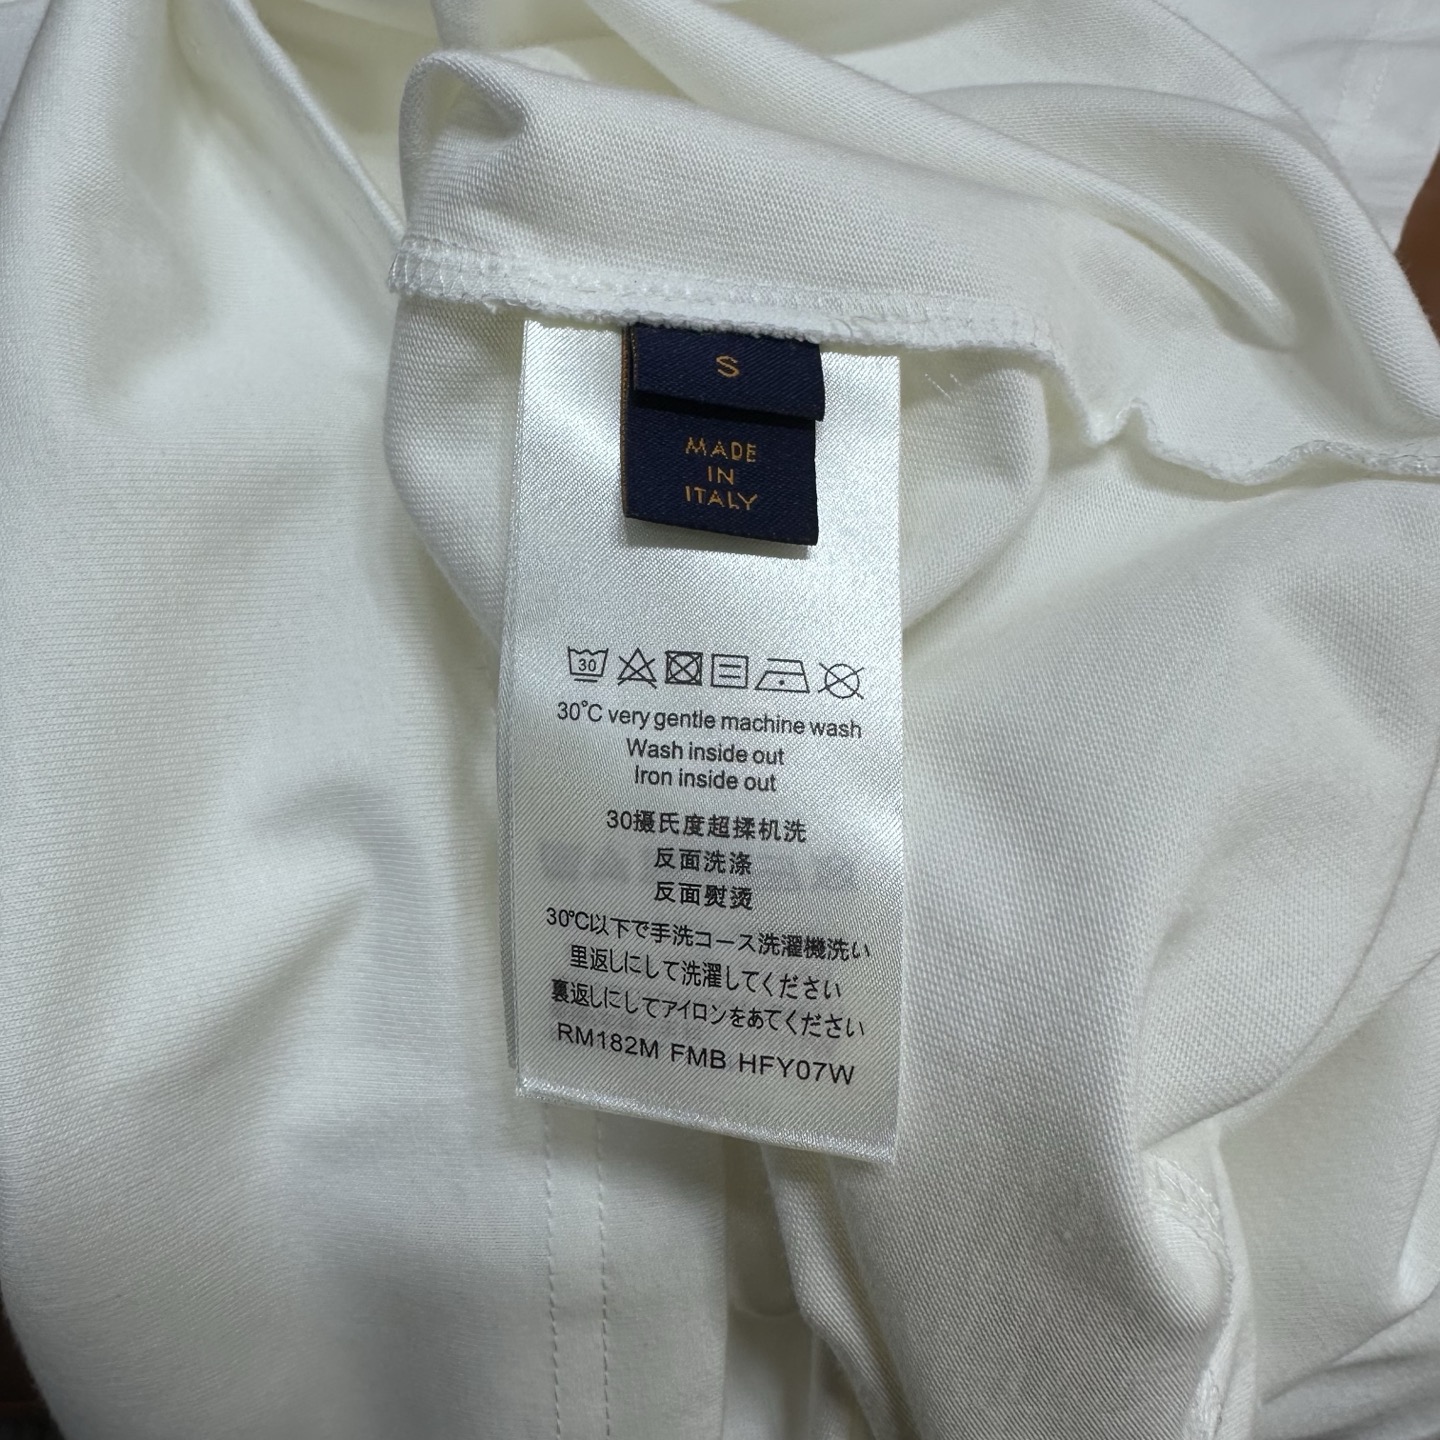 S
MADE
IN
ITALY
30
30°C very gentle machine wash
Wash inside out
Iron inside out
30摄氏度超揉机洗
反面洗涤
反面熨烫
30℃以下で手洗コース洗濯機洗い
里返しにして洗濯してください
裏返しにしてアイロンをあてください
RM182M FMB HFY07W